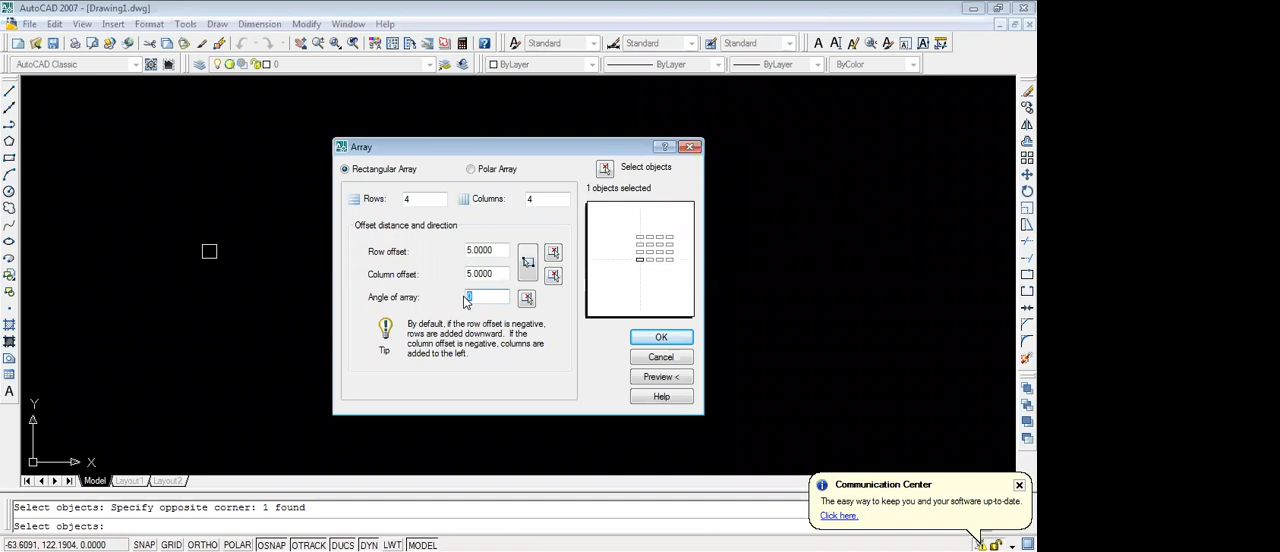 AutoCAD 2007 - [Drawing1.dwg]
File Edit View Insert Format Tools Draw Dimension Modify Window Help
Standard Standard Standard
AutoCAD Classic 0 ByLayer ByLayer ByLayer ByColor
Array
Rectangular Array Polar Array Select objects
1 objects selected
Rows: 4 Columns: 4
Offset distance and direction
Row offset: 5.0000
Column offset: 5.0000
Angle of array: 0
By default, if the row offset is negative,
rows are added downward. If the
column offset is negative, columns are
added to the left.
Tip
OK
Cancel
Preview <
Help
Y
X
Model Layout1 Layout2
Communication Center
The easy way to keep you and your software up-to-date.
Click here.
Select objects: Specify opposite corner: 1 found
Select objects:
-63.6091, 122.1904, 0.0000 SNAP GRID ORTHO POLAR OSNAP OTRACK DUCS DYN LWT MODEL